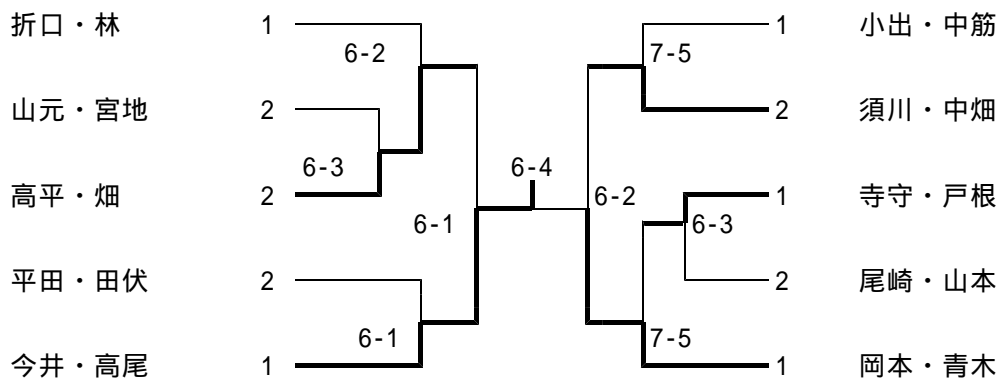 折口・林 1 1 小出・中筋
6-2 7-5
山元・宮地 2 2 須川・中畑
6-3 6-4
高平・畑 2 6-2 1 寺守・戸根
6-1 6-3
平田・田伏 2 2 尾崎・山本
6-1 7-5
今井・高尾 1 1 岡本・青木